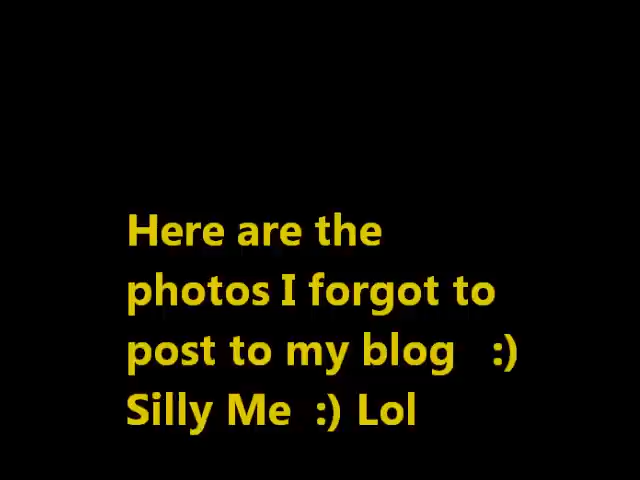 Here are the
photos I forgot to
post to my blog   :)
Silly Me  :) Lol